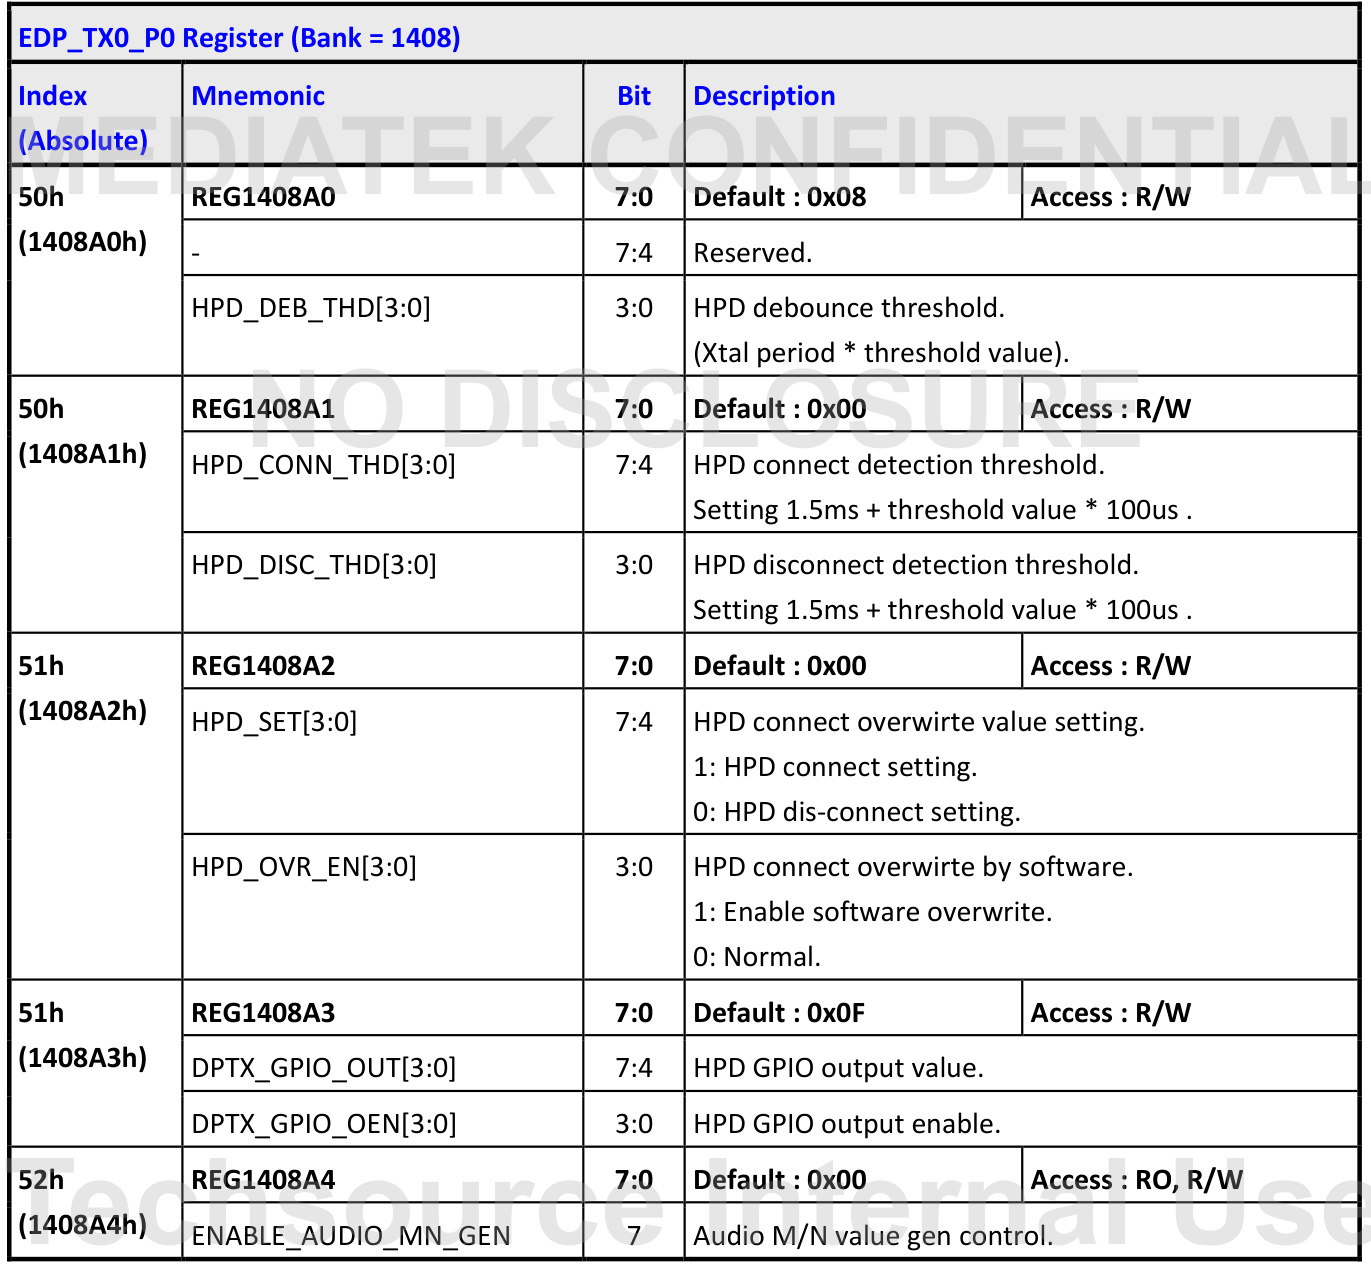 EDP_TX0_P0 Register (Bank = 1408)
Index (Absolute) Mnemonic Bit Description
MEDIATEK CONFIDENTIAL
50h (1408A0h) REG1408A0 7:0 Default : 0x08 Access : R/W
- 7:4 Reserved.
HPD_DEB_THD[3:0] 3:0 HPD debounce threshold.
(Xtal period * threshold value).
NO DISCLOSURE
50h (1408A1h) REG1408A1 7:0 Default : 0x00 Access : R/W
HPD_CONN_THD[3:0] 7:4 HPD connect detection threshold.
Setting 1.5ms + threshold value * 100us .
HPD_DISC_THD[3:0] 3:0 HPD disconnect detection threshold.
Setting 1.5ms + threshold value * 100us .
51h (1408A2h) REG1408A2 7:0 Default : 0x00 Access : R/W
HPD_SET[3:0] 7:4 HPD connect overwirte value setting.
1: HPD connect setting.
0: HPD dis-connect setting.
HPD_OVR_EN[3:0] 3:0 HPD connect overwirte by software.
1: Enable software overwrite.
0: Normal.
51h (1408A3h) REG1408A3 7:0 Default : 0x0F Access : R/W
DPTX_GPIO_OUT[3:0] 7:4 HPD GPIO output value.
DPTX_GPIO_OEN[3:0] 3:0 HPD GPIO output enable.
52h (1408A4h) REG1408A4 7:0 Default : 0x00 Access : RO, R/W
Techsource Internal Use
ENABLE_AUDIO_MN_GEN 7 Audio M/N value gen control.